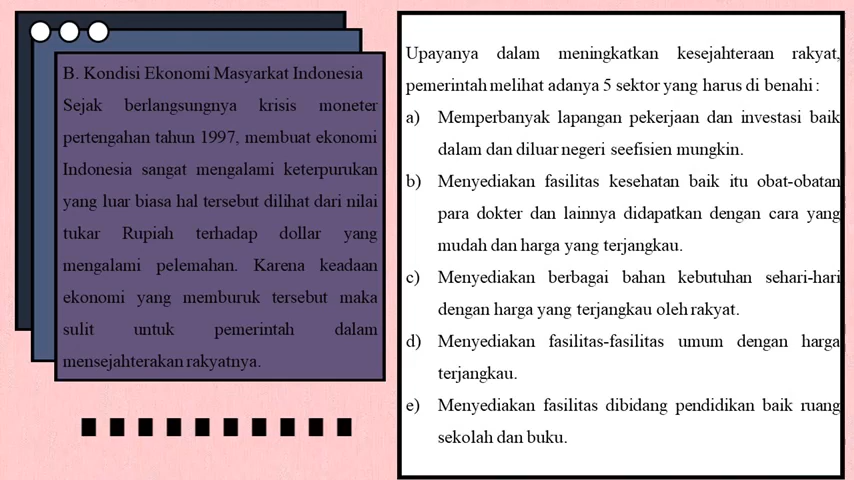 B. Kondisi Ekonomi Masyarkat Indonesia
Sejak berlangsungnya krisis moneter
pertengahan tahun 1997, membuat ekonomi
Indonesia sangat mengalami keterpurukan
yang luar biasa hal tersebut dilihat dari nilai
tukar Rupiah terhadap dollar yang
mengalami pelemahan. Karena keadaan
ekonomi yang memburuk tersebut maka
sulit untuk pemerintah dalam
mensejahterakan rakyatnya.
Upayanya dalam meningkatkan kesejahteraan rakyat,
pemerintah melihat adanya 5 sektor yang harus di benahi :
a) Memperbanyak lapangan pekerjaan dan investasi baik
dalam dan diluar negeri seefisien mungkin.
b) Menyediakan fasilitas kesehatan baik itu obat-obatan
para dokter dan lainnya didapatkan dengan cara yang
mudah dan harga yang terjangkau.
c) Menyediakan berbagai bahan kebutuhan sehari-hari
dengan harga yang terjangkau oleh rakyat.
d) Menyediakan fasilitas-fasilitas umum dengan harga
terjangkau.
e) Menyediakan fasilitas dibidang pendidikan baik ruang
sekolah dan buku.